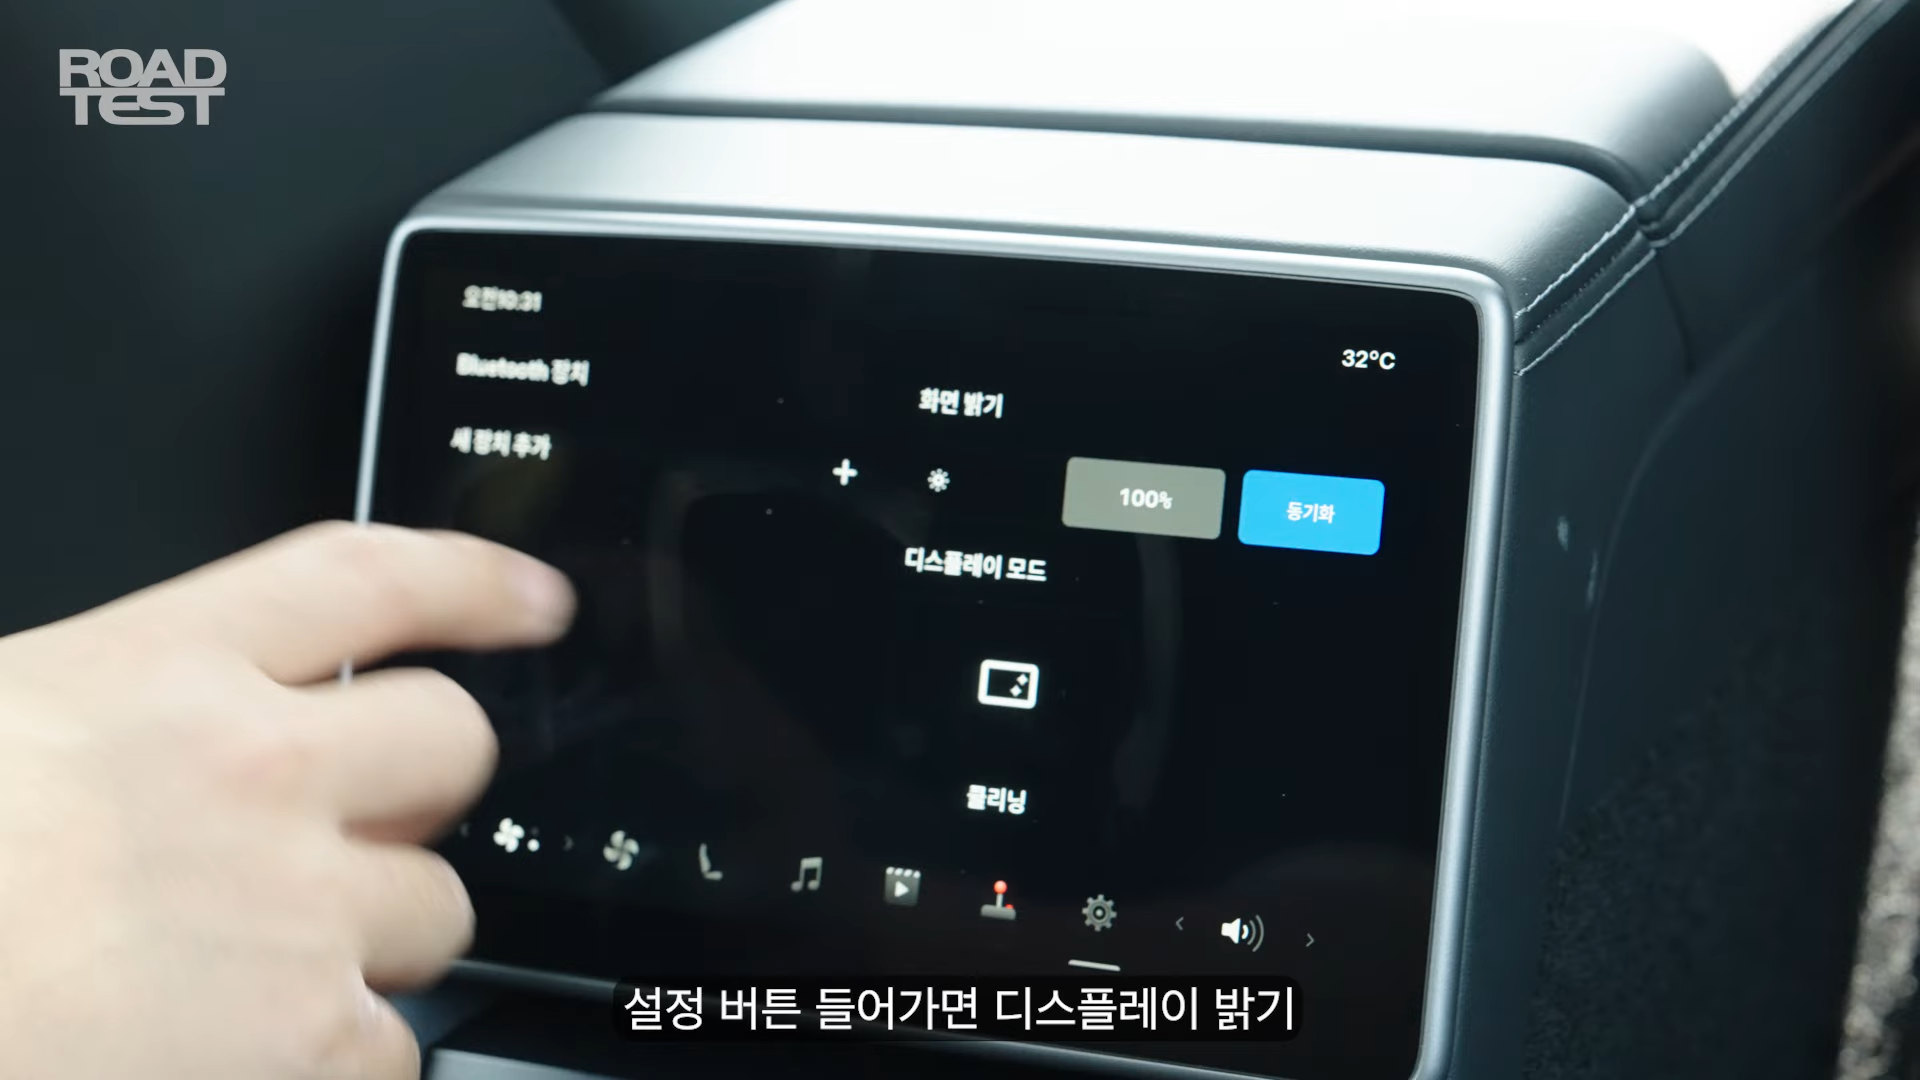 ROAD
TEST
오전10:31
32°C
Bluetooth 장치
화면 밝기
새 장치 추가
100%
동기화
디스플레이 모드
클리닝
설정 버튼 들어가면 디스플레이 밝기